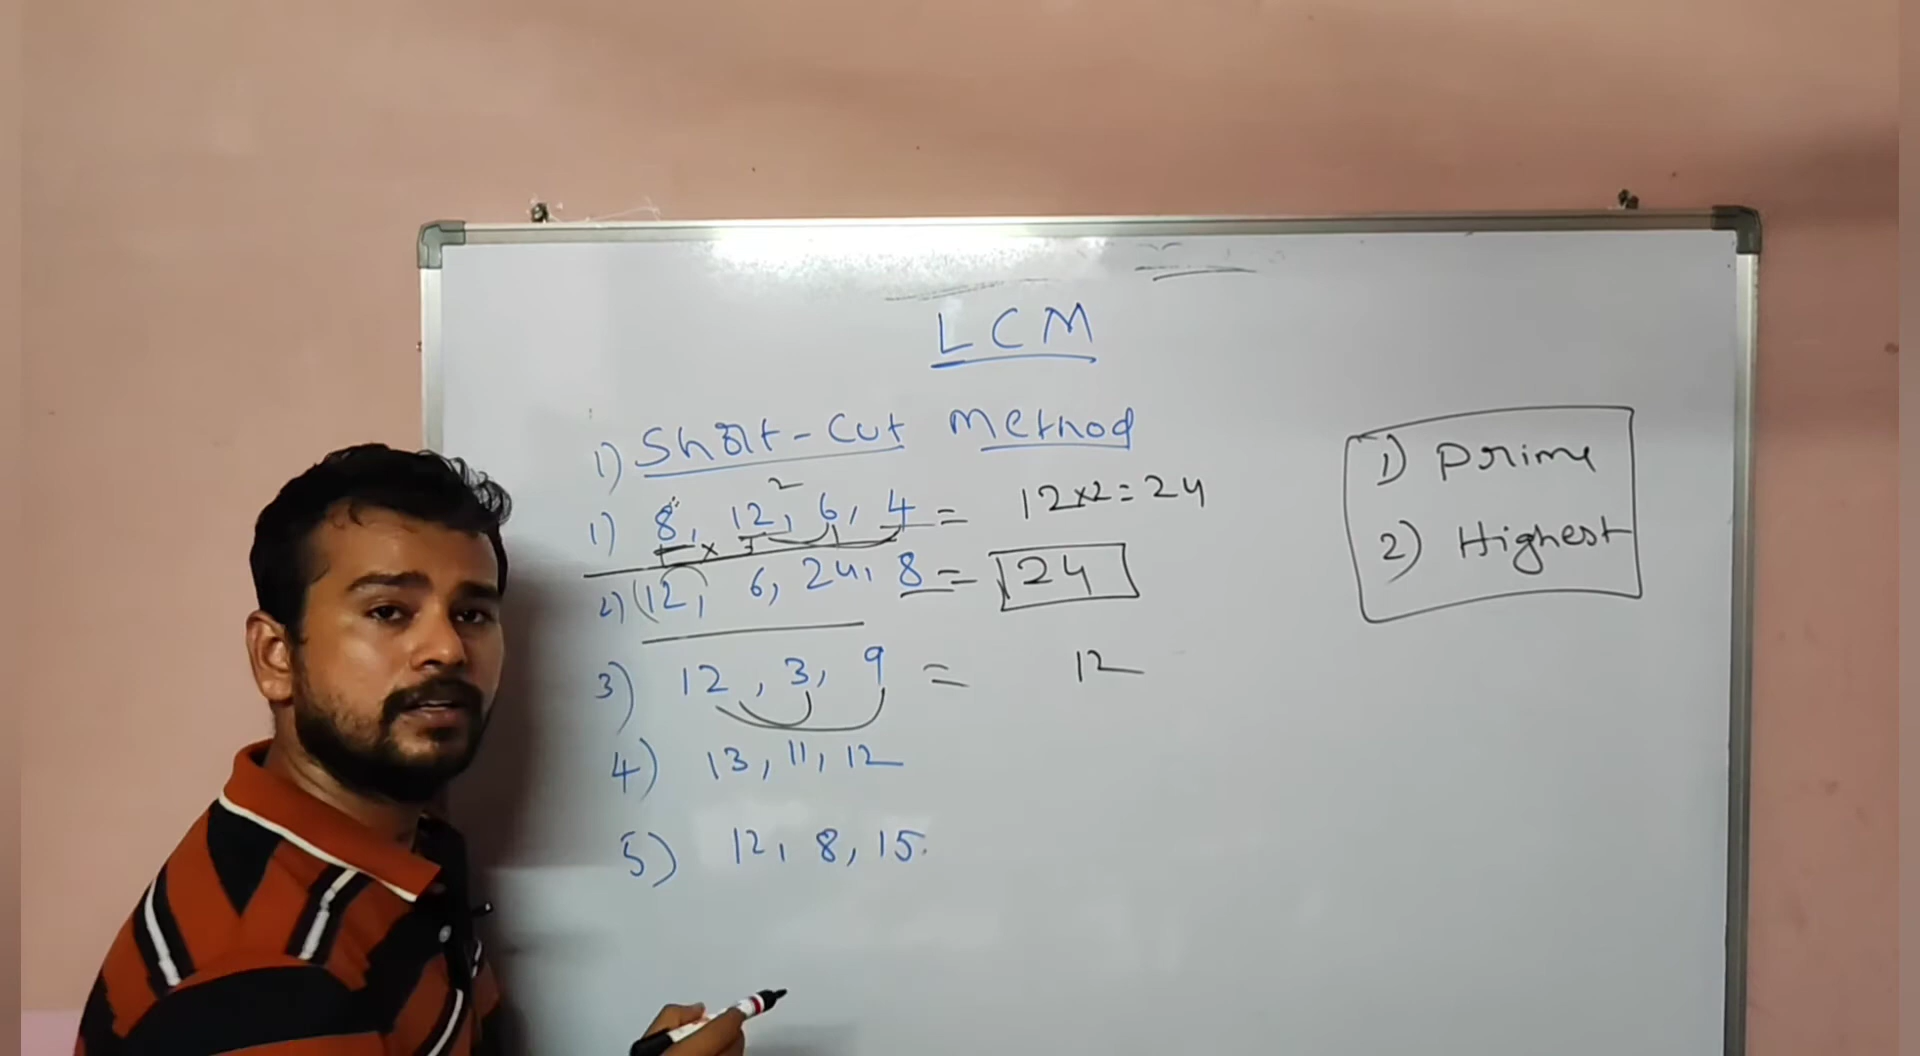 LCM
1) Short-Cut Method
1) 8, 12, 6, 4 = 12×2=24
2
2) 12, 6, 24, 8 = 24
3) 12, 3, 9 = 12
4) 13, 11, 12
5) 12, 8, 15.
1) Prime
2) Highest